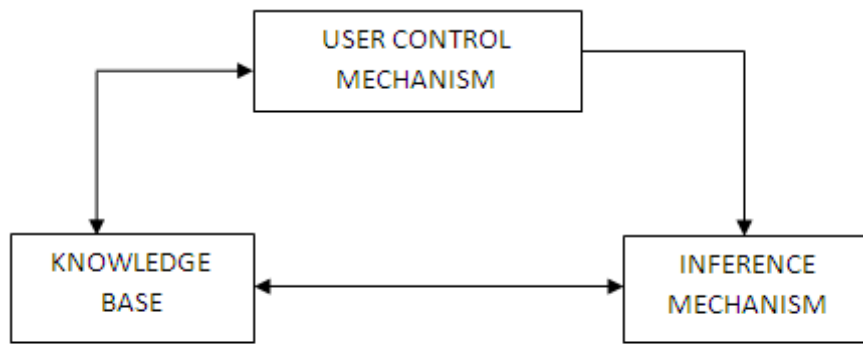 USER CONTROL
MECHANISM
KNOWLEDGE
BASE
INFERENCE
MECHANISM